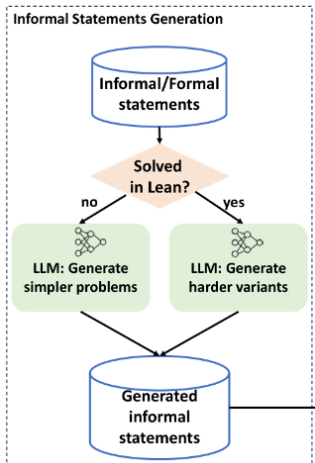 Informal Statements Generation
Informal/Formal
statements
Solved
in Lean?
no
yes
LLM: Generate
simpler problems
LLM: Generate
harder variants
Generated
informal
statements